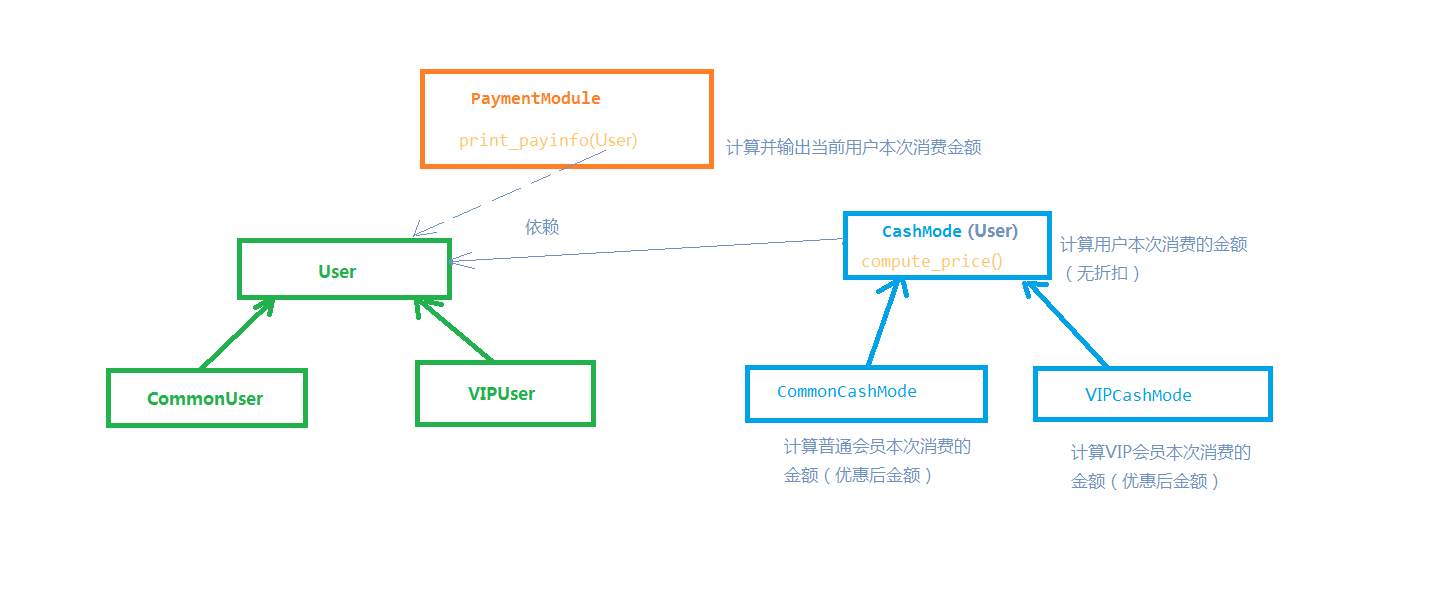 PaymentModule
print_payinfo(User)
计算并输出当前用户本次消费金额
依赖
CashMode (User)
compute_price()
计算用户本次消费的金额
（无折扣）
User
CommonUser
VIPUser
CommonCashMode
VIPCashMode
计算普通会员本次消费的
金额（优惠后金额）
计算VIP会员本次消费的
金额（优惠后金额）